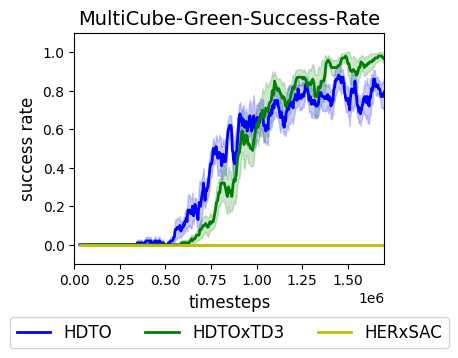 MultiCube-Green-Success-Rate
success rate
1.0
0.8
0.6
0.4
0.2
0.0
0.00 0.25 0.50 0.75 1.00 1.25 1.50
1e6
timesteps
HDTO HDTOxTD3 HERxSAC